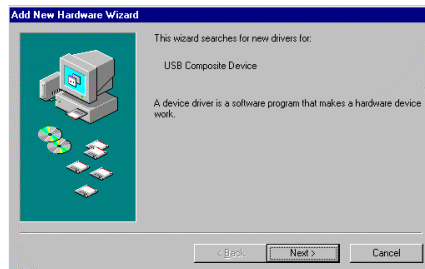 Add New Hardware Wizard
This wizard searches for new drivers for:
USB Composite Device
A device driver is a software program that makes a hardware device
work.
< Back
Next >
Cancel